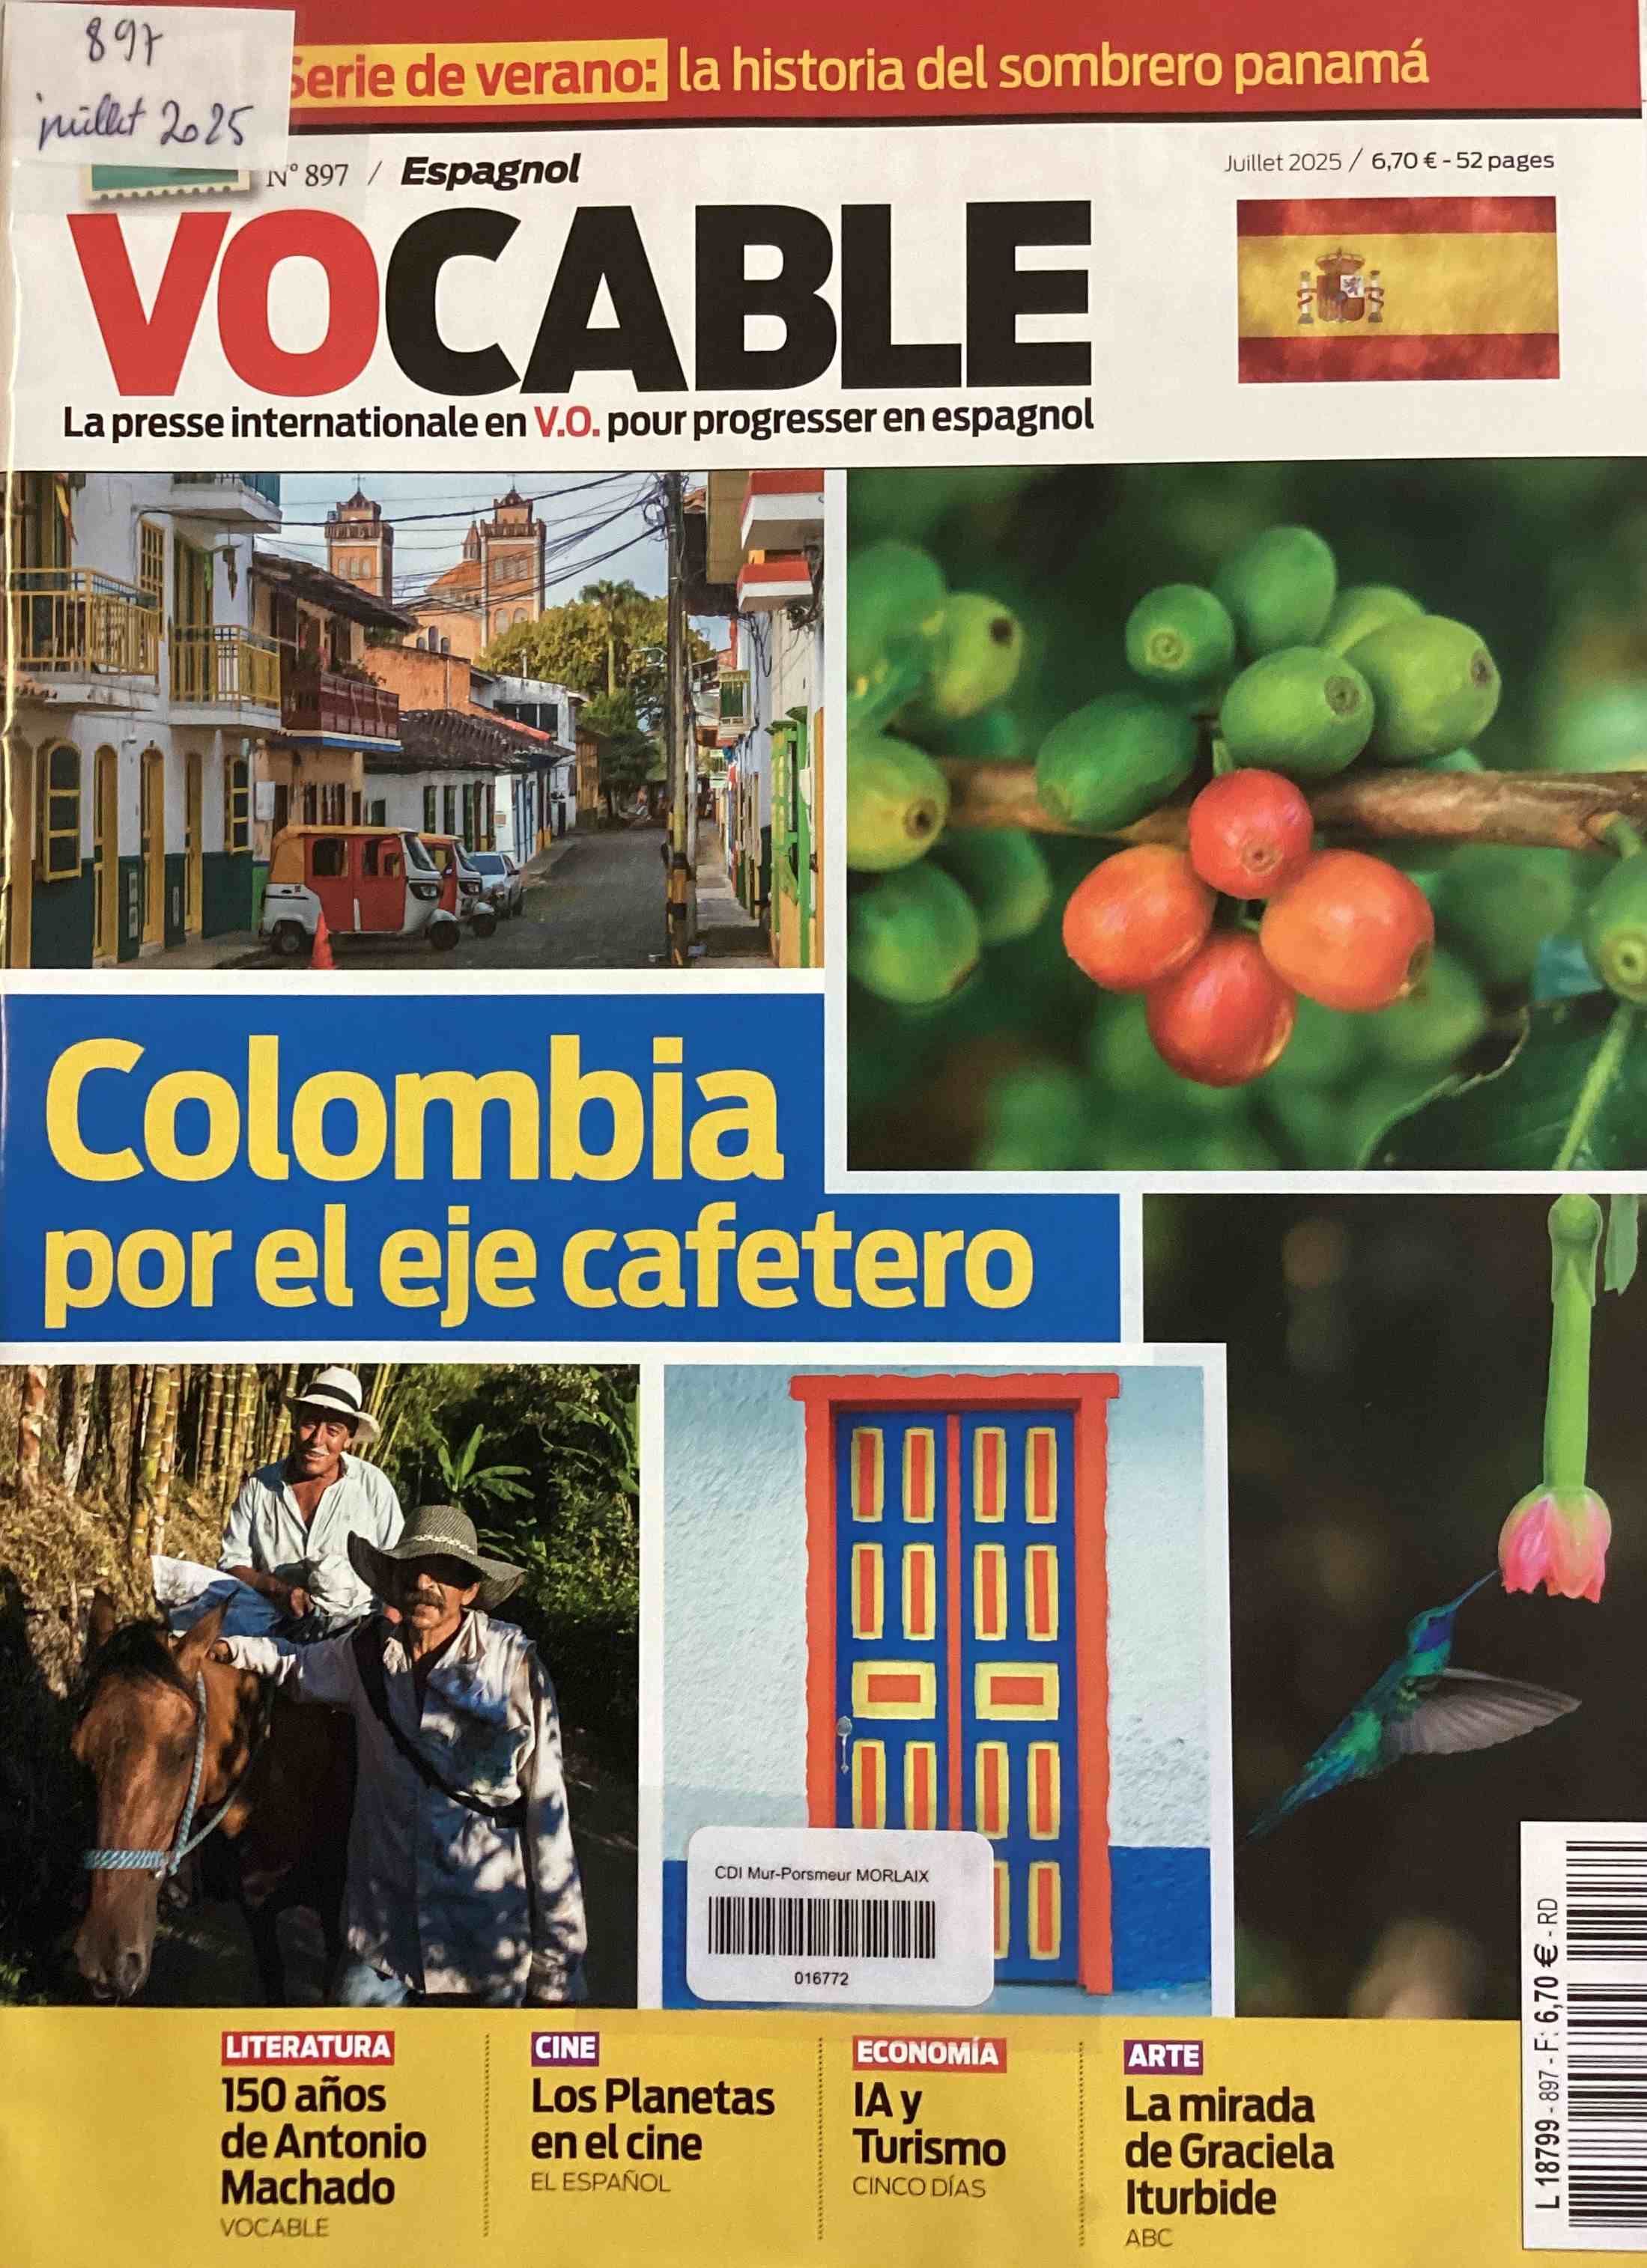 897
juillet 2025
Serie de verano: la historia del sombrero panamá
N° 897 / Espagnol
Juillet 2025 / 6,70 € - 52 pages
VOCABLE
La presse internationale en V.O. pour progresser en espagnol
Colombia
por el eje cafetero
CDI Mur-Porsmeur MORLAIX
016772
LITERATURA
150 años
de Antonio
Machado
VOCABLE
CINE
Los Planetas
en el cine
EL ESPAÑOL
ECONOMÍA
IA y
Turismo
CINCO DÍAS
ARTE
La mirada
de Graciela
Iturbide
ABC
L 18799 - 897 - F: 6,70 € - RD